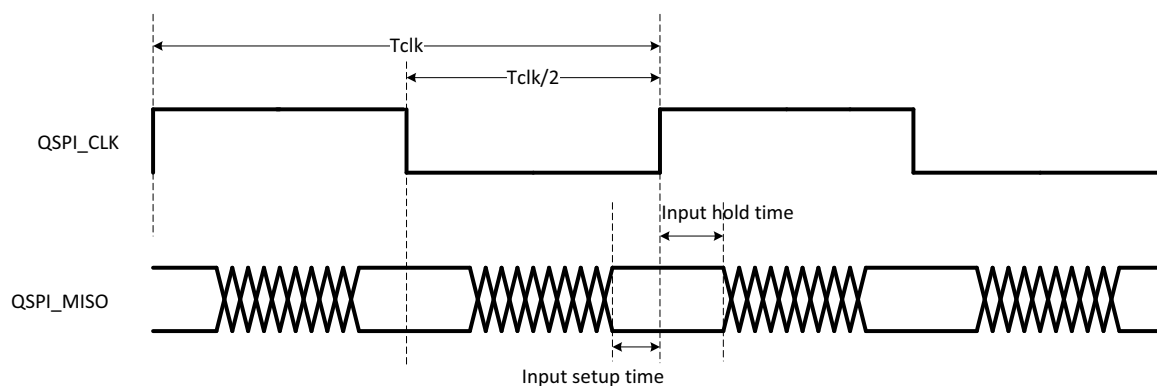 Tclk
Tclk/2
QSPI_CLK
Input hold time
QSPI_MISO
Input setup time